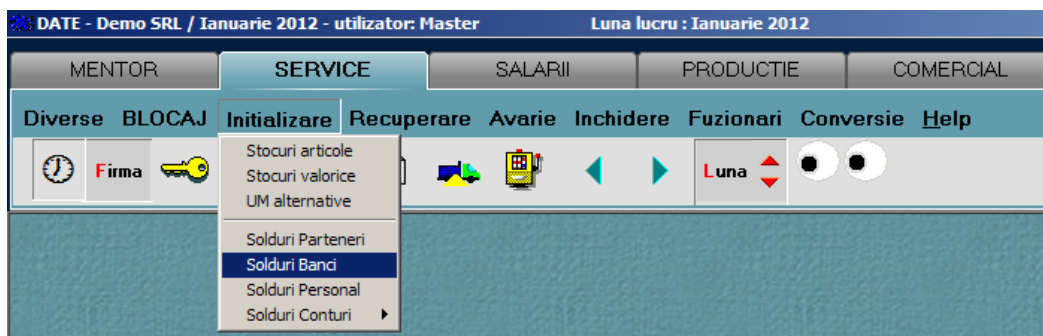 DATE - Demo SRL / Ianuarie 2012 - utilizator: Master Luna lucru : Ianuarie 2012
MENTOR SERVICE SALARII PRODUCTIE COMERCIAL
Diverse BLOCAJ Initializare Recuperare Avarie Inchidere Fuzionari Conversie Help
Firma Luna
Stocuri articole
Stocuri valorice
UM alternative
Solduri Parteneri
Solduri Banci
Solduri Personal
Solduri Conturi